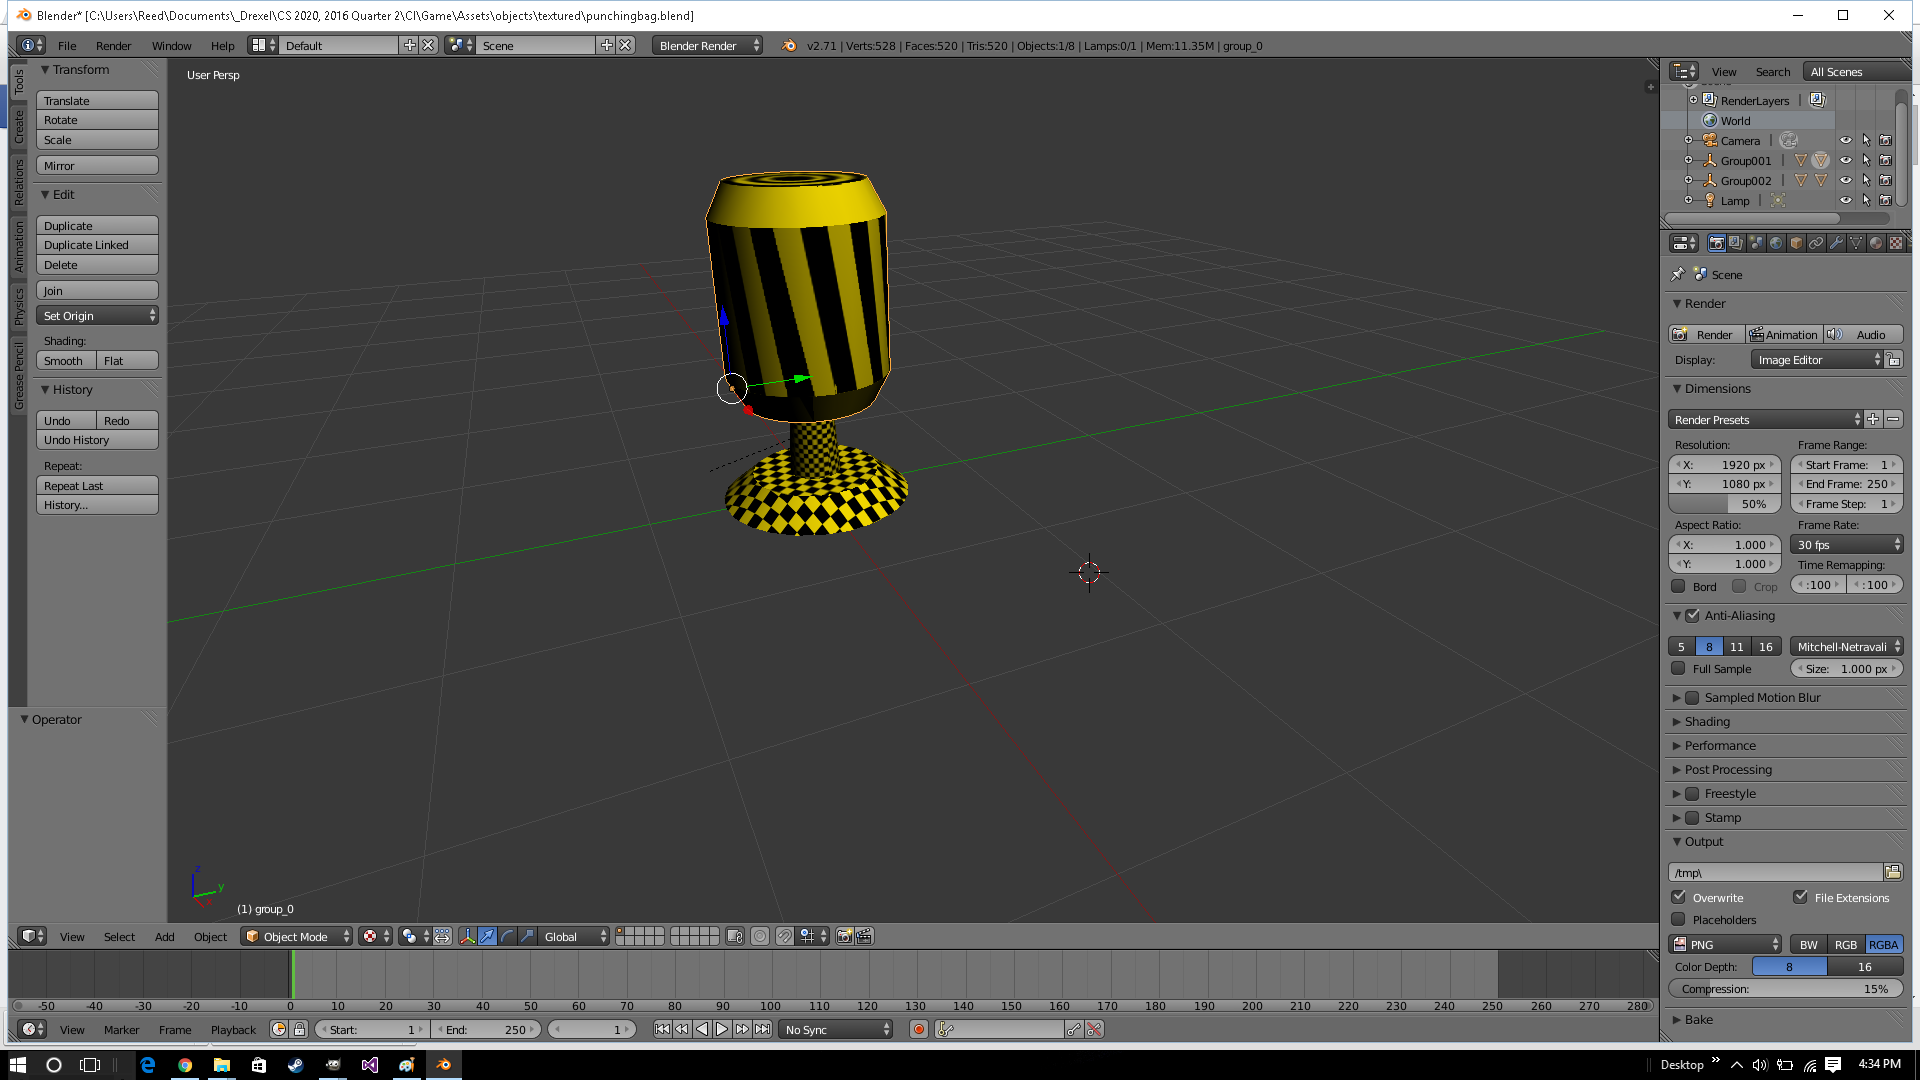 Blender* [C:\Users\Reed\Documents\_Drexel\CS 2020, 2016 Quarter 2\CI\Game\Assets\objects\textured\punchingbag.blend]
File Render Window Help Default Scene Blender Render v2.71 | Verts:528 | Faces:520 | Tris:520 | Objects:1/8 | Lamps:0/1 | Mem:11.35M | group_0
Tools
Create
Relations
Animation
Physics
Grease Pencil
Transform
Translate
Rotate
Scale
Mirror
Edit
Duplicate
Duplicate Linked
Delete
Join
Set Origin
Shading:
Smooth Flat
History
Undo Redo
Undo History
Repeat:
Repeat Last
History...
Operator
User Persp
z
y
(1) group_0
View Select Add Object Object Mode Global
-50 -40 -30 -20 -10 0 10 20 30 40 50 60 70 80 90 100 110 120 130 140 150 160 170 180 190 200 210 220 230 240 250 260 270 280
View Marker Frame Playback Start: 1 End: 250 1 No Sync
View Search All Scenes
RenderLayers
World
Camera
Group001
Group002
Lamp
Scene
Render
Render Animation Audio
Display: Image Editor
Dimensions
Render Presets
Resolution: Frame Range:
X: 1920 px Start Frame: 1
Y: 1080 px End Frame: 250
50% Frame Step: 1
Aspect Ratio: Frame Rate:
X: 1.000 30 fps
Y: 1.000 Time Remapping:
Bord Crop :100 :100
Anti-Aliasing
5 8 11 16 Mitchell-Netravali
Full Sample Size: 1.000 px
Sampled Motion Blur
Shading
Performance
Post Processing
Freestyle
Stamp
Output
/tmp\
Overwrite File Extensions
Placeholders
PNG BW RGB RGBA
Color Depth: 8 16
Compression: 15%
Bake
Desktop 4:34 PM